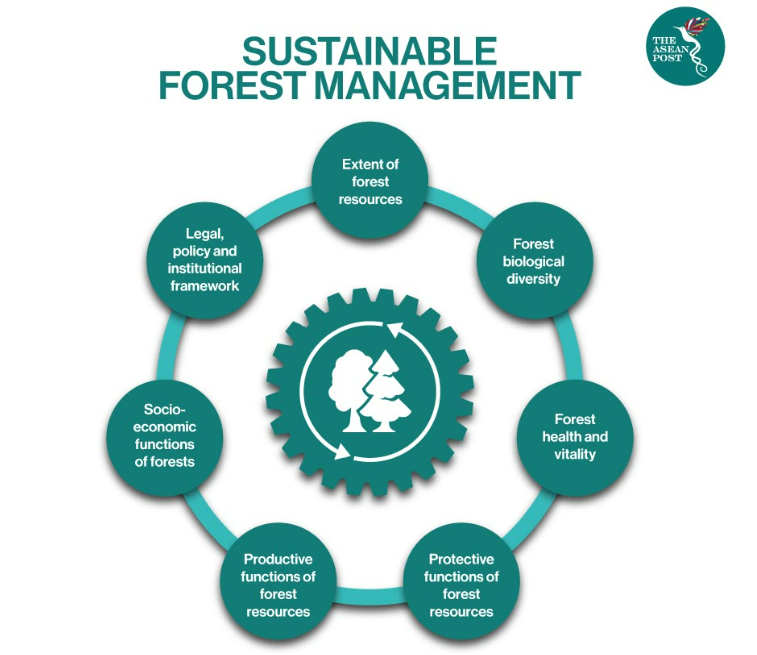 SUSTAINABLE
FOREST MANAGEMENT
THE
ASEAN
POST
Extent of
forest
resources
Forest
biological
diversity
Forest
health and
vitality
Protective
functions of
forest
resources
Productive
functions of
forest
resources
Socio-
economic
functions
of forests
Legal,
policy and
institutional
framework